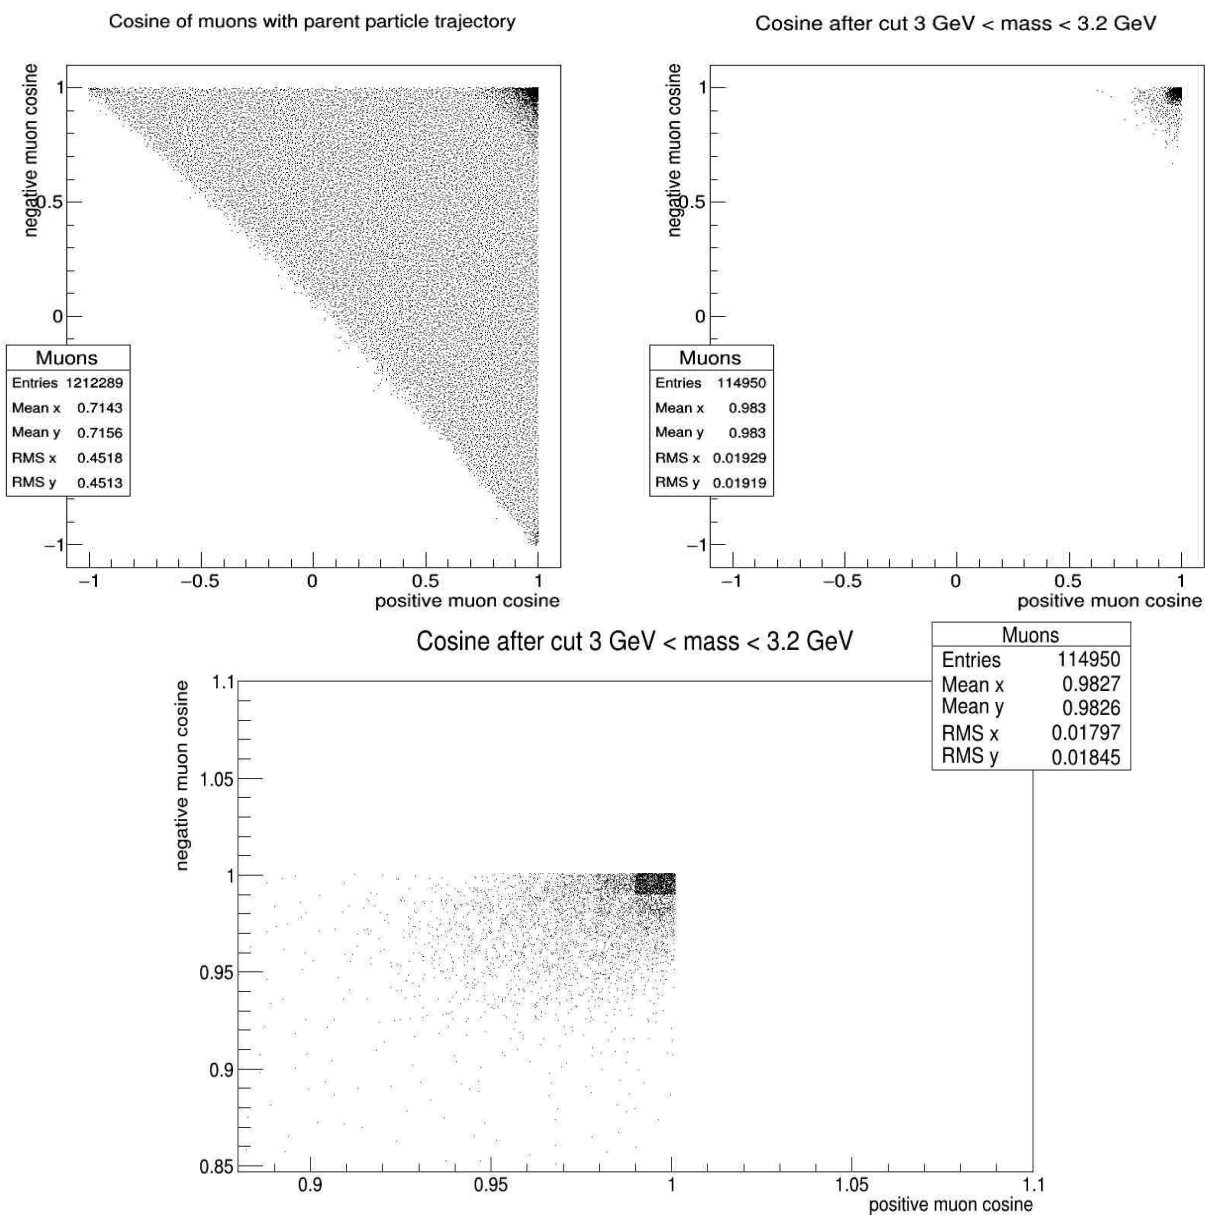 Cosine of muons with parent particle trajectory
negative muon cosine
1
0.5
0
−1
Muons
Entries 1212289
Mean x 0.7143
Mean y 0.7156
RMS x 0.4518
RMS y 0.4513
−1 −0.5 0 0.5 1
positive muon cosine
Cosine after cut 3 GeV < mass < 3.2 GeV
negative muon cosine
1
0.5
0
−1
Muons
Entries 114950
Mean x 0.983
Mean y 0.983
RMS x 0.01929
RMS y 0.01919
−1 −0.5 0 0.5 1
positive muon cosine
Cosine after cut 3 GeV < mass < 3.2 GeV
Muons
Entries 114950
Mean x 0.9827
Mean y 0.9826
RMS x 0.01797
RMS y 0.01845
negative muon cosine
1.1
1.05
1
0.95
0.9
0.85
0.9 0.95 1 1.05 1.1
positive muon cosine